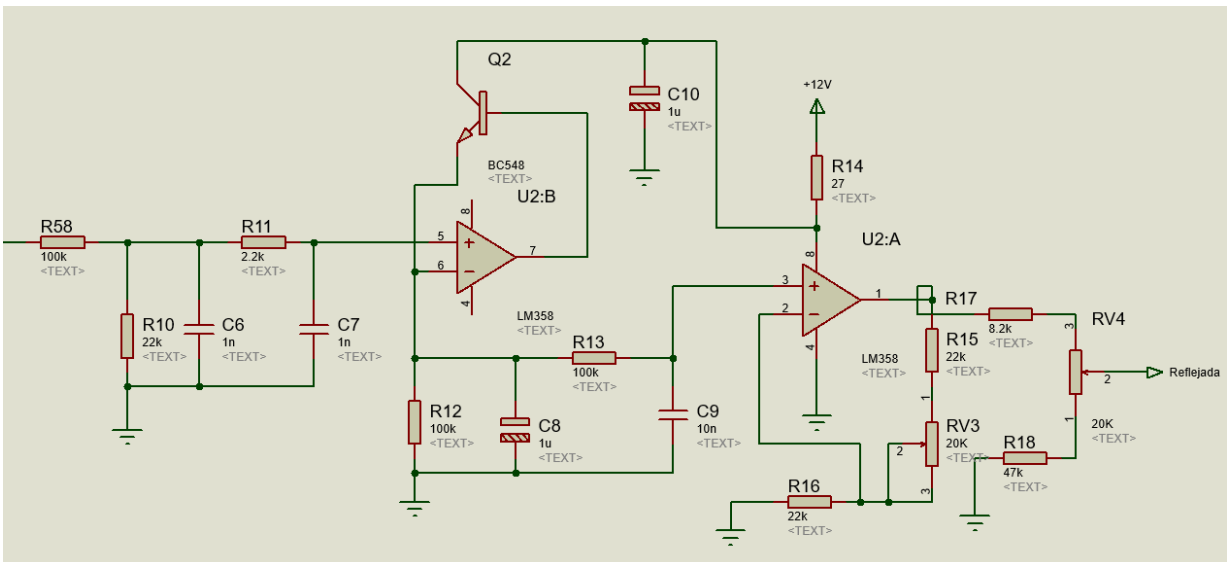 Q2
BC548
<TEXT>
C10
1u
<TEXT>
+12V
R14
27
<TEXT>
R58
100k
<TEXT>
R11
2.2k
<TEXT>
R10
22k
<TEXT>
C6
1n
<TEXT>
C7
1n
<TEXT>
U2:B
8
5
6
7
4
LM358
<TEXT>
R13
100k
<TEXT>
R12
100k
<TEXT>
C8
1u
<TEXT>
C9
10n
<TEXT>
U2:A
8
3
2
1
4
LM358
<TEXT>
R17
8.2k
<TEXT>
R15
22k
<TEXT>
RV4
3
2
1
20K
<TEXT>
Reflejada
RV3
1
2
3
20K
<TEXT>
R18
47k
<TEXT>
R16
22k
<TEXT>